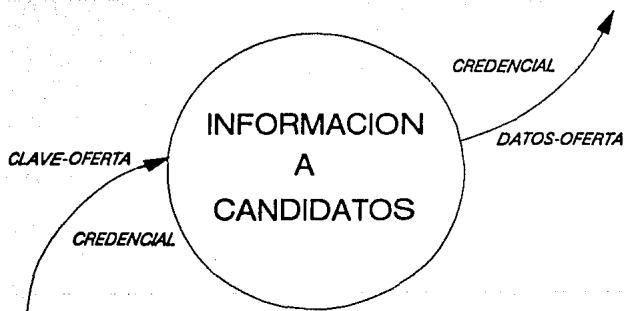 CREDENCIAL
DATOS-OFERTA
INFORMACION
A
CANDIDATOS
CLAVE-OFERTA
CREDENCIAL